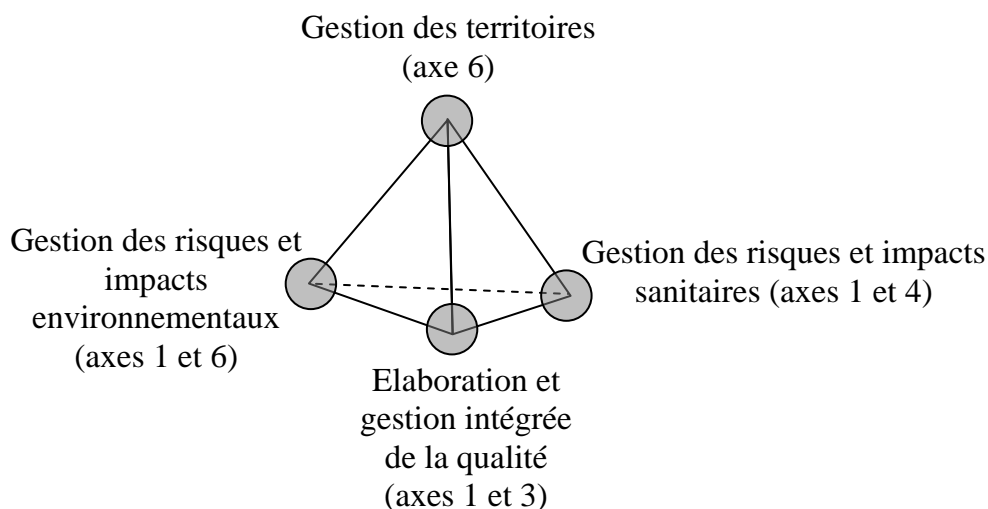 Gestion des territoires
(axe 6)
Gestion des risques et
impacts
environnementaux
(axes 1 et 6)
Gestion des risques et impacts
sanitaires (axes 1 et 4)
Elaboration et
gestion intégrée
de la qualité
(axes 1 et 3)